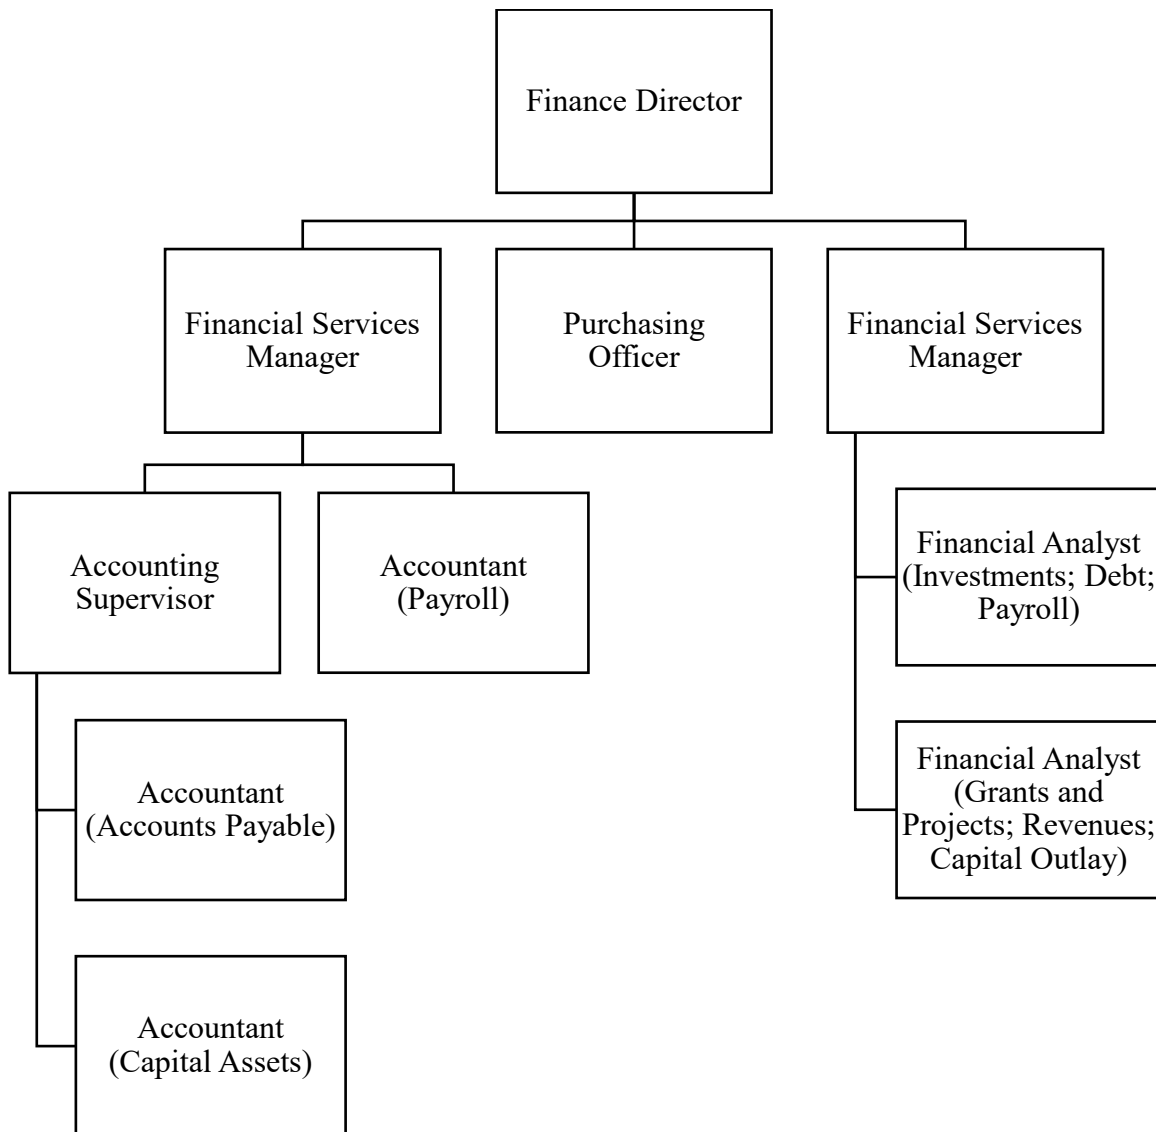 Finance Director
Financial Services
Manager
Purchasing
Officer
Financial Services
Manager
Accounting
Supervisor
Accountant
(Payroll)
Accountant
(Accounts Payable)
Accountant
(Capital Assets)
Financial Analyst
(Investments; Debt;
Payroll)
Financial Analyst
(Grants and
Projects; Revenues;
Capital Outlay)